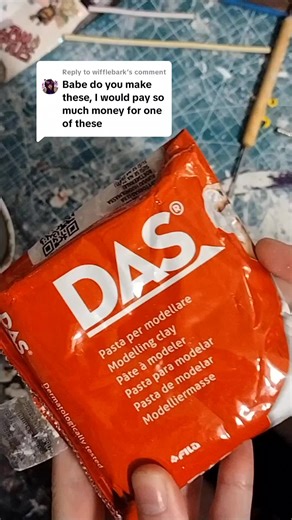 Reply to wifflebark's comment
Babe do you make
these, I would pay so
much money for one
of these
DAS®
Pasta per modellare
Modelling clay
Pâte à modeler
Pasta para modelar
Pasta de modelar
Modelliermasse
FILA
DAS®
Dermatologically tested